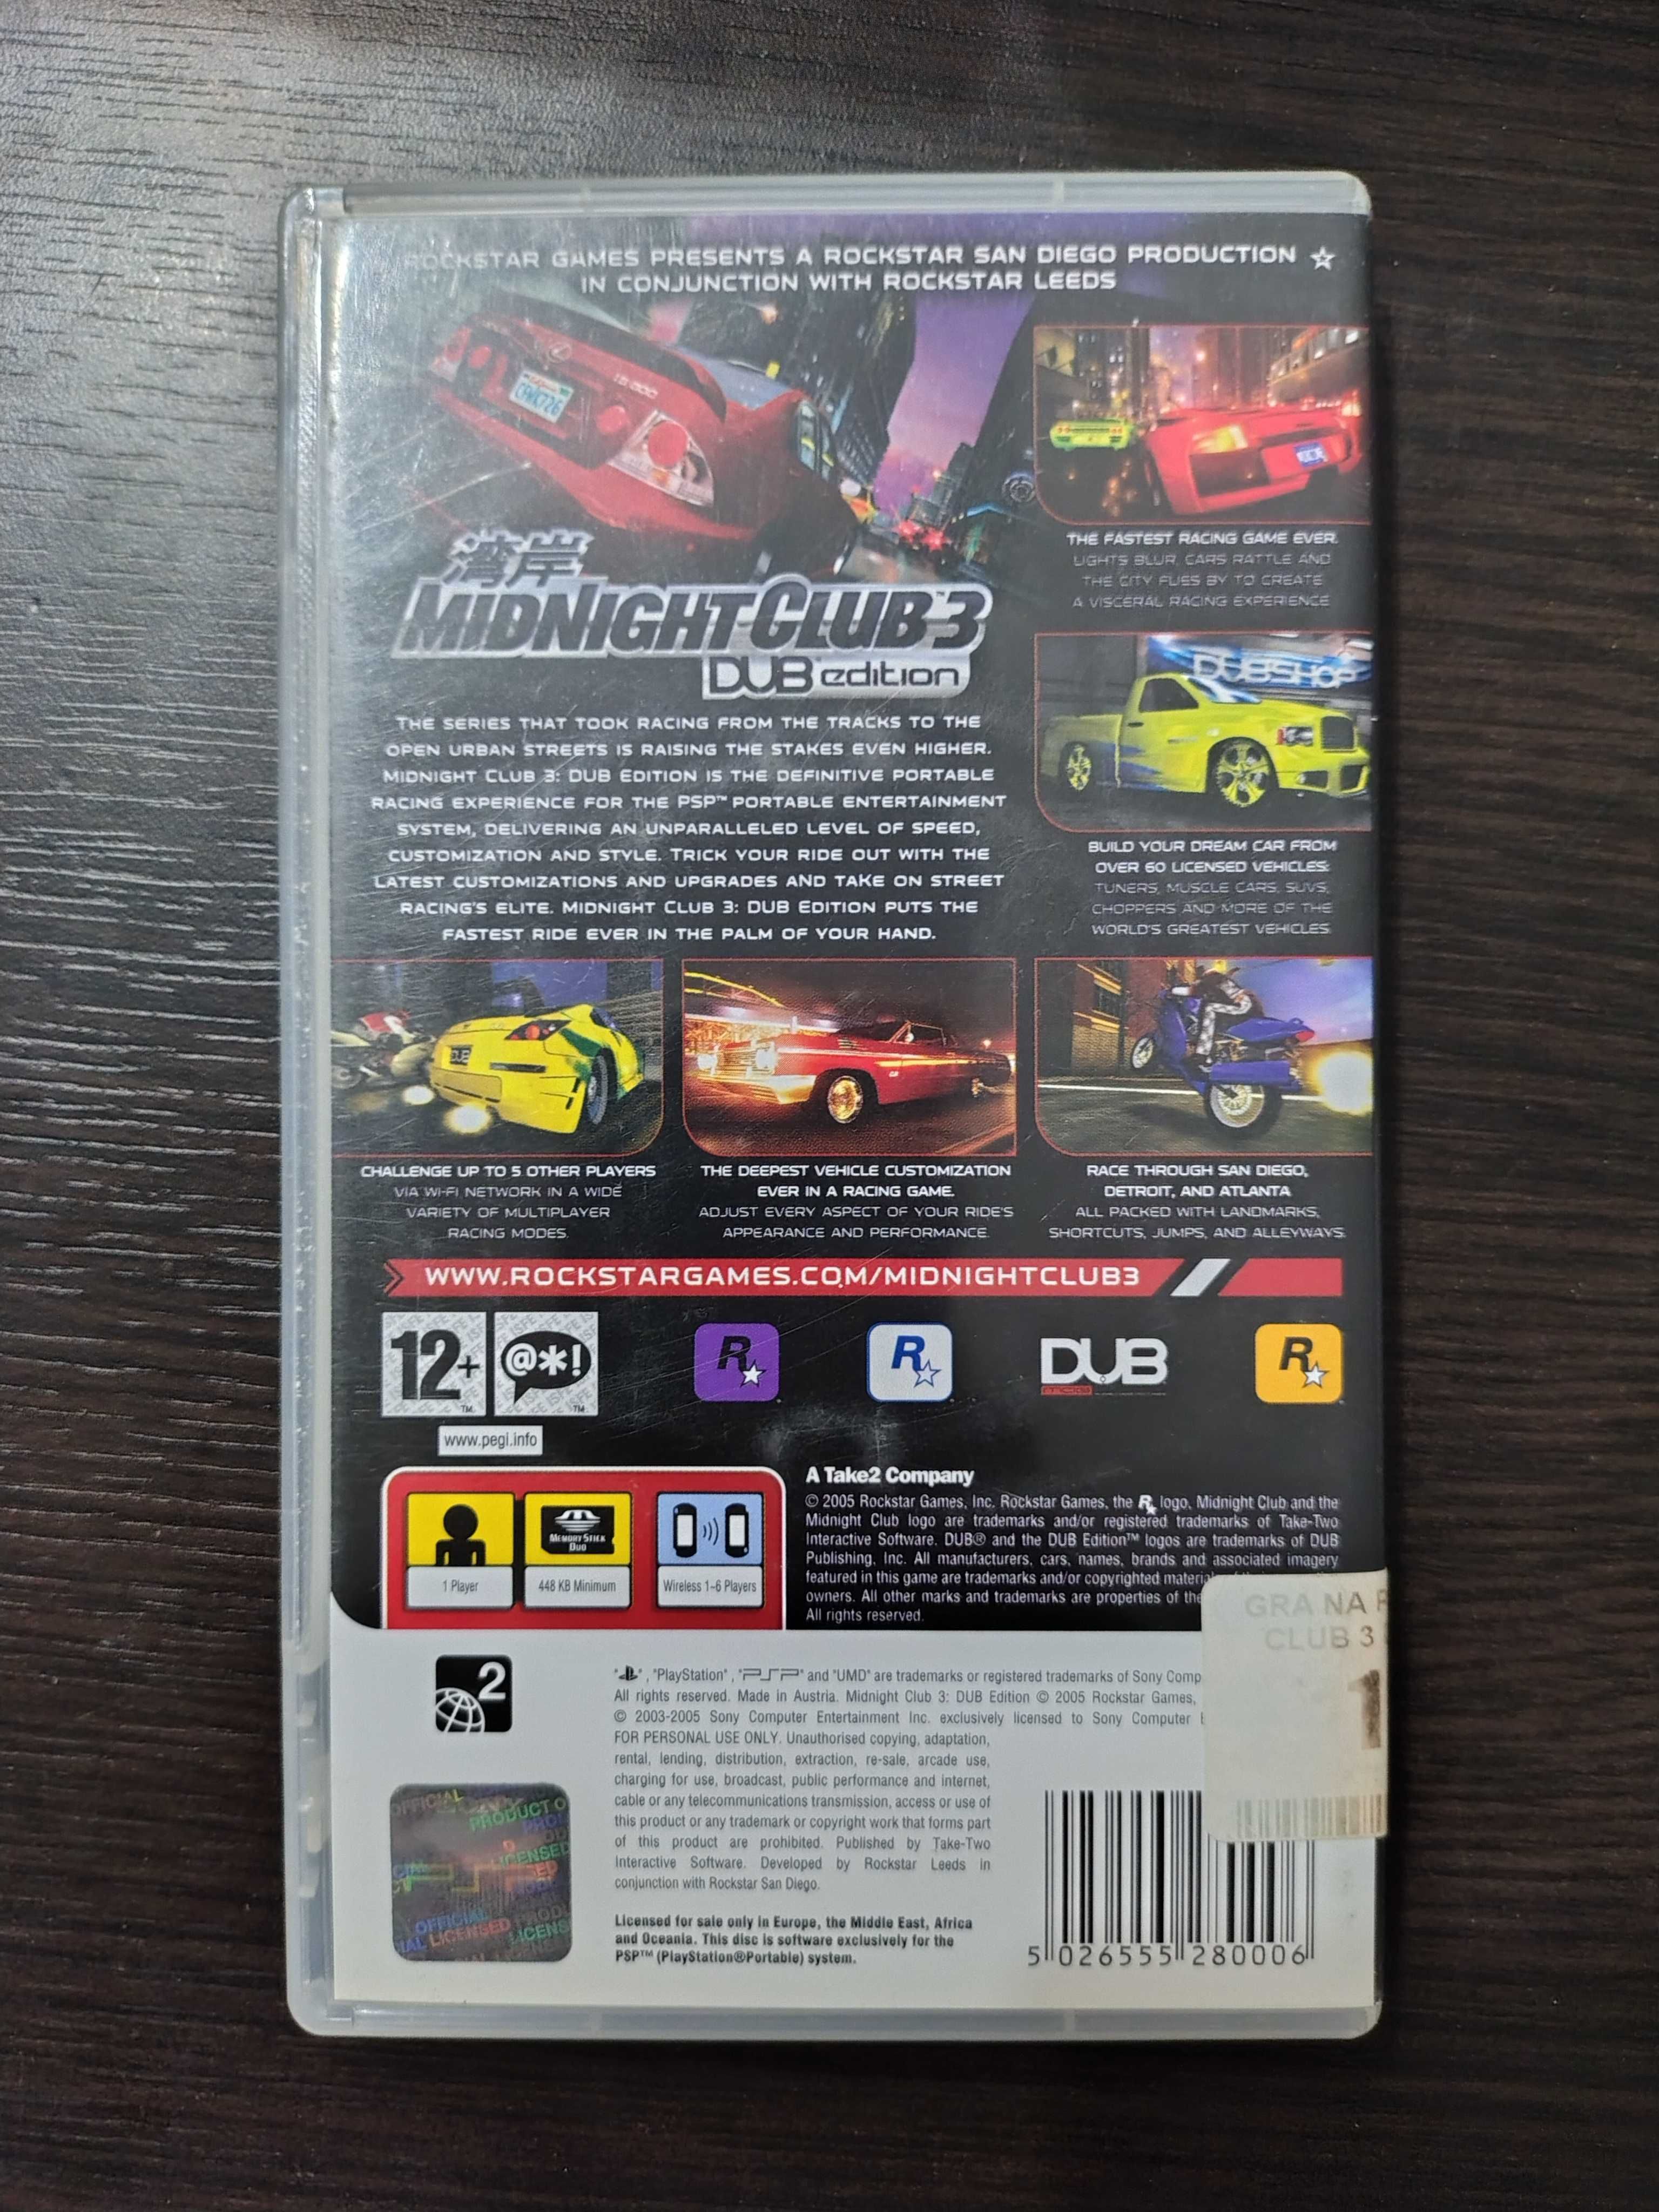 ROCKSTAR GAMES PRESENTS A ROCKSTAR SAN DIEGO PRODUCTION
IN CONJUNCTION WITH ROCKSTAR LEEDS
湾岸
MIDNIGHT CLUB 3
DUB edition
THE SERIES THAT TOOK RACING FROM THE TRACKS TO THE
OPEN URBAN STREETS IS RAISING THE STAKES EVEN HIGHER.
MIDNIGHT CLUB 3: DUB EDITION IS THE DEFINITIVE PORTABLE
RACING EXPERIENCE FOR THE PSP™ PORTABLE ENTERTAINMENT
SYSTEM, DELIVERING AN UNPARALLELED LEVEL OF SPEED,
CUSTOMIZATION AND STYLE. TRICK YOUR RIDE OUT WITH THE
LATEST CUSTOMIZATIONS AND UPGRADES AND TAKE ON STREET
RACING'S ELITE. MIDNIGHT CLUB 3: DUB EDITION PUTS THE
FASTEST RIDE EVER IN THE PALM OF YOUR HAND.
THE FASTEST RACING GAME EVER.
LIGHTS BLUR, CARS RATTLE AND
THE CITY FLIES BY TO CREATE
A VISCERAL RACING EXPERIENCE
DUBSHOP
BUILD YOUR DREAM CAR FROM
OVER 60 LICENSED VEHICLES:
TUNERS, MUSCLE CARS, SUVS,
CHOPPERS AND MORE OF THE
WORLD'S GREATEST VEHICLES.
DUB
CHALLENGE UP TO 5 OTHER PLAYERS
VIA WI-FI NETWORK IN A WIDE
VARIETY OF MULTIPLAYER
RACING MODES.
THE DEEPEST VEHICLE CUSTOMIZATION
EVER IN A RACING GAME.
ADJUST EVERY ASPECT OF YOUR RIDE'S
APPEARANCE AND PERFORMANCE.
RACE THROUGH SAN DIEGO,
DETROIT, AND ATLANTA
ALL PACKED WITH LANDMARKS,
SHORTCUTS, JUMPS, AND ALLEYWAYS.
WWW.ROCKSTARGAMES.COM/MIDNIGHTCLUB3
12+ @*!
www.pegi.info
R R DUB R
1 Player
MEMORY STICK DUO
448 KB Minimum
Wireless 1-6 Players
A Take2 Company
© 2005 Rockstar Games, Inc. Rockstar Games, the R logo, Midnight Club and the
Midnight Club logo are trademarks and/or registered trademarks of Take-Two
Interactive Software. DUB® and the DUB Edition™ logos are trademarks of DUB
Publishing, Inc. All manufacturers, cars, names, brands and associated imagery
featured in this game are trademarks and/or copyrighted
owners. All other marks and trademarks are properties of the
All rights reserved.
GRA NA
CLUB 3
1
2
"PlayStation", "PSP" and "UMD" are trademarks or registered trademarks of Sony Comp
All rights reserved. Made in Austria. Midnight Club 3: DUB Edition © 2005 Rockstar Games,
© 2003-2005 Sony Computer Entertainment Inc. exclusively licensed to Sony Computer
FOR PERSONAL USE ONLY. Unauthorised copying, adaptation,
rental, lending, distribution, extraction, re-sale, arcade use,
charging for use, broadcast, public performance and internet,
cable or any telecommunications transmission, access or use of
this product or any trademark or copyright work that forms part
of this product are prohibited. Published by Take-Two
Interactive Software. Developed by Rockstar Leeds in
conjunction with Rockstar San Diego.
Licensed for sale only in Europe, the Middle East, Africa
and Oceania. This disc is software exclusively for the
PSP™ (PlayStation®Portable) system.
OFFICIAL
PRODUCT
OFFICIAL
LICENSED
5 026555 280006